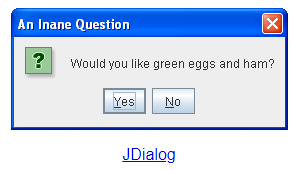 An Inane Question
?
Would you like green eggs and ham?
Yes No
JDialog